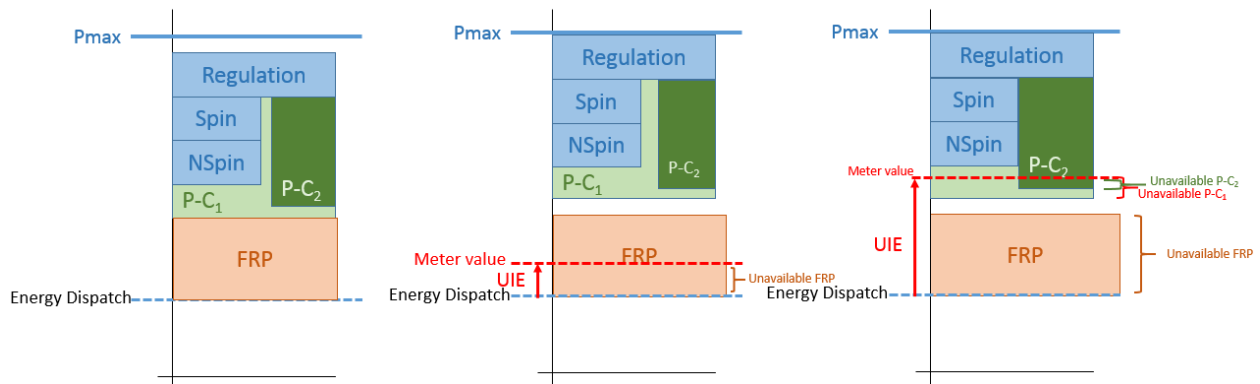 Pmax
Regulation
Spin
NSpin
P-C₁
P-C₂
FRP
Energy Dispatch
Pmax
Regulation
Spin
NSpin
P-C₁
P-C₂
FRP
Meter value
UIE
Unavailable FRP
Energy Dispatch
Pmax
Regulation
Spin
NSpin
P-C₂
Meter value
Unavailable P-C₂
Unavailable P-C₁
UIE
FRP
Unavailable FRP
Energy Dispatch